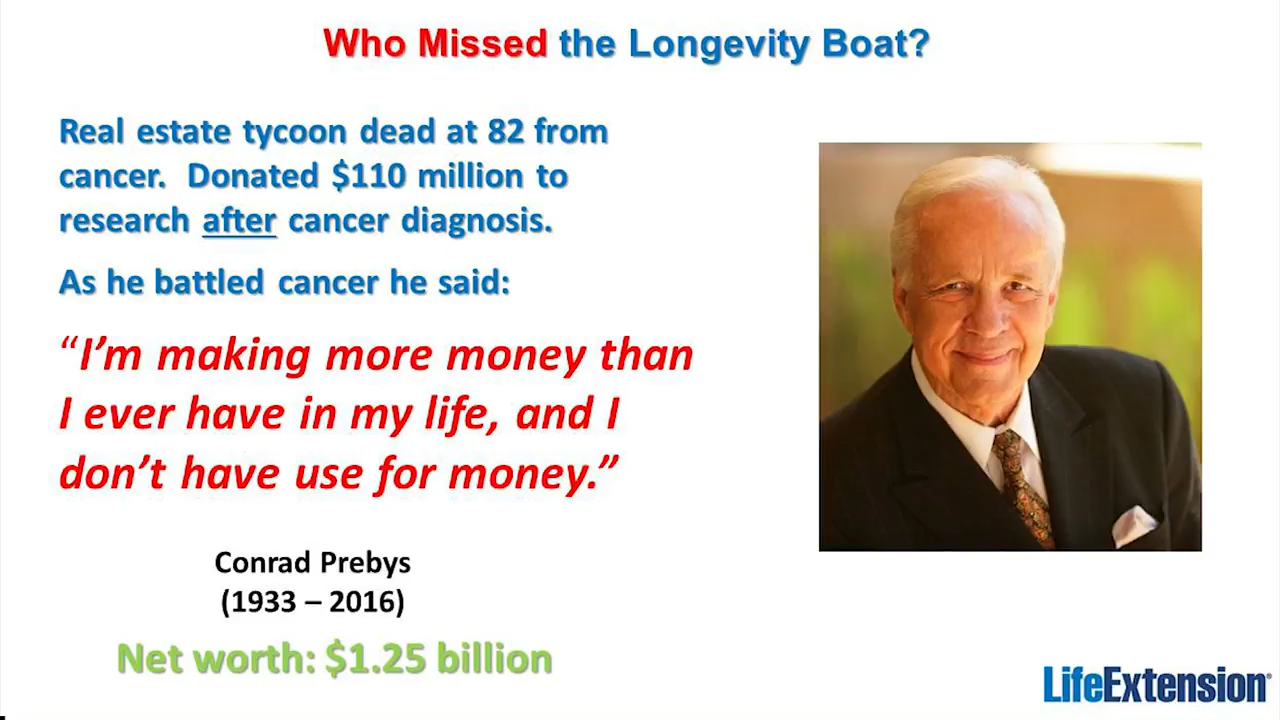 Who Missed the Longevity Boat?
Real estate tycoon dead at 82 from
cancer. Donated $110 million to
research after cancer diagnosis.
As he battled cancer he said:
“I’m making more money than
I ever have in my life, and I
don’t have use for money.”
Conrad Prebys
(1933 – 2016)
Net worth: $1.25 billion
LifeExtension®